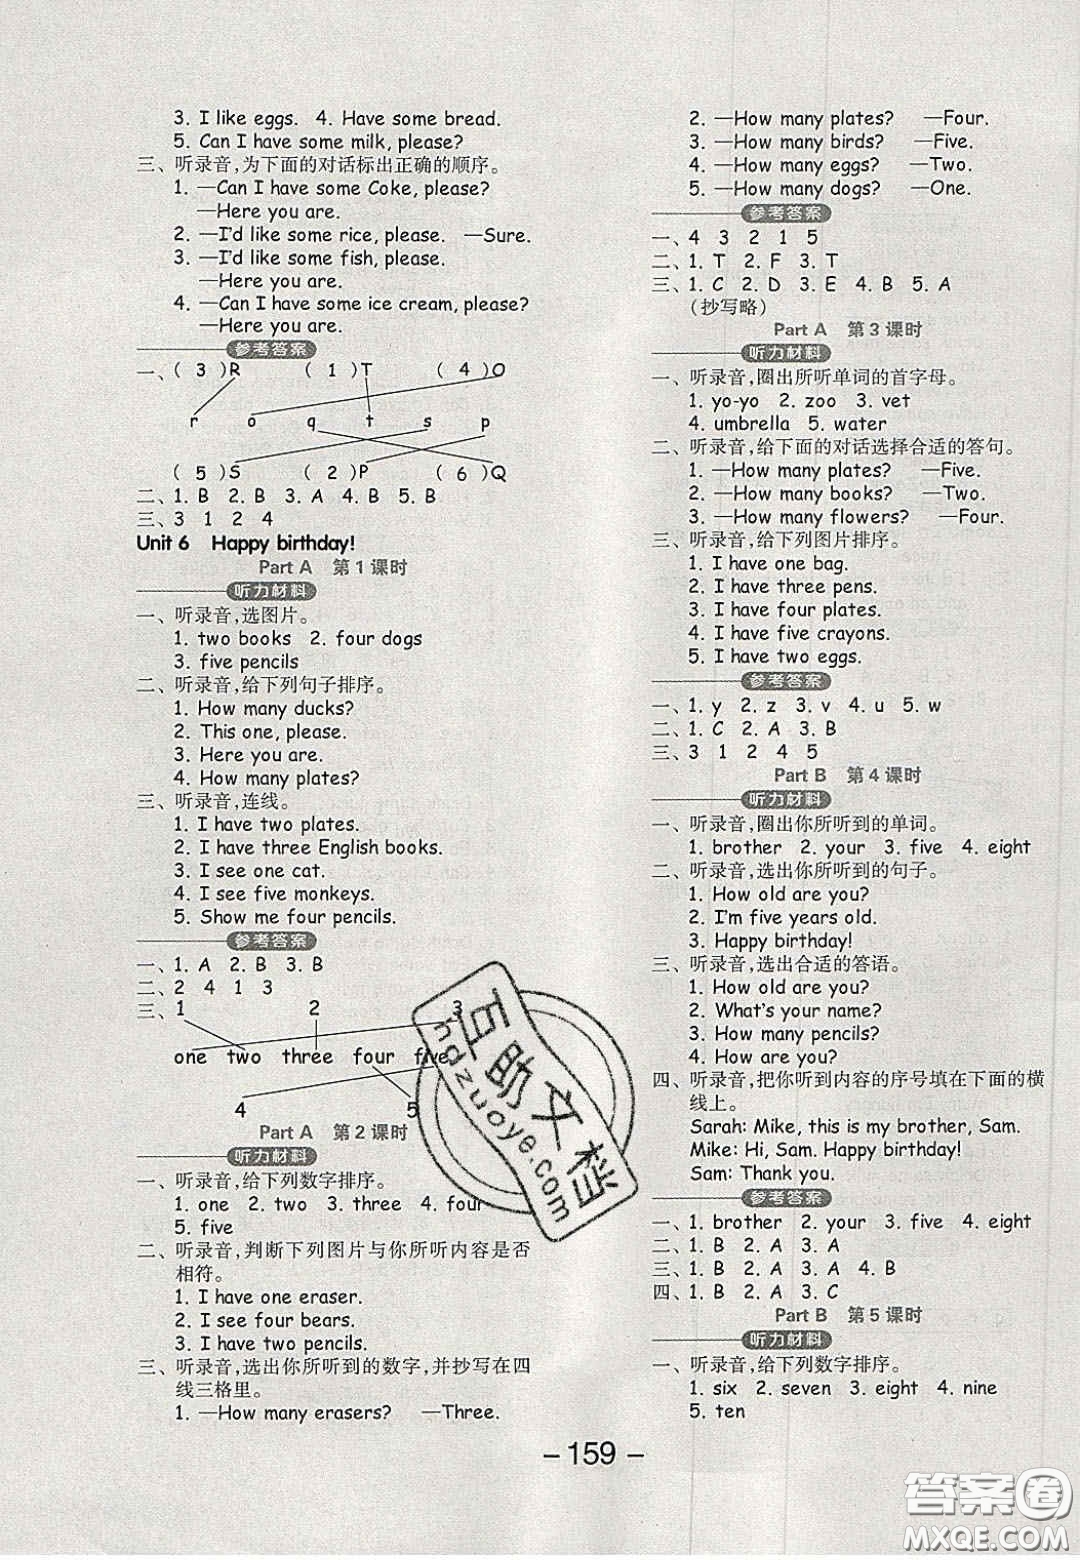 3. I like eggs.  4. Have some bread.
5. Can I have some milk, please?
三、听录音,为下面的对话标出正确的顺序。
1. —Can I have some Coke, please?
—Here you are.
2. —I'd like some rice, please.  —Sure.
3. —I'd like some fish, please.
—Here you are.
4. —Can I have some ice cream, please?
—Here you are.
参考答案
一、( 3 )R  ( 1 )T  ( 4 )O
r  o  q  t  s  p
( 5 )S  ( 2 )P  ( 6 )Q
二、1. B  2. B  3. A  4. B  5. B
三、3  1  2  4
Unit 6  Happy birthday!
Part A  第1课时
听力材料
一、听录音,选图片。
1. two books  2. four dogs
3. five pencils
二、听录音,给下列句子排序。
1. How many ducks?
2. This one, please.
3. Here you are.
4. How many plates?
三、听录音,连线。
1. I have two plates.
2. I have three English books.
3. I see one cat.
4. I see five monkeys.
5. Show me four pencils.
参考答案
一、1. A  2. B  3. B
二、2  4  1  3
三、1  2  3
one  two  three  four  five
4  5
Part A  第2课时
听力材料
一、听录音,给下列数字排序。
1. one  2. two  3. three  4. four
5. five
二、听录音,判断下列图片与你所听内容是否
相符。
1. I have one eraser.
2. I see four bears.
3. I have two pencils.
三、听录音,选出你所听到的数字,并抄写在四
线三格里。
1. —How many erasers?  —Three.
2. —How many plates?  —Four.
3. —How many birds?  —Five.
4. —How many eggs?  —Two.
5. —How many dogs?  —One.
参考答案
一、4  3  2  1  5
二、1. T  2. F  3. T
三、1. C  2. D  3. E  4. B  5. A
(抄写略)
Part A  第3课时
听力材料
一、听录音,圈出所听单词的首字母。
1. yo-yo  2. zoo  3. vet
4. umbrella  5. water
二、听录音,给下面的对话选择合适的答句。
1. —How many plates?  —Five.
2. —How many books?  —Two.
3. —How many flowers?  —Four.
三、听录音,给下列图片排序。
1. I have one bag.
2. I have three pens.
3. I have four plates.
4. I have five crayons.
5. I have two eggs.
参考答案
一、1. y  2. z  3. v  4. u  5. w
二、1. C  2. A  3. B
三、3  1  2  4  5
Part B  第4课时
听力材料
一、听录音,圈出你所听到的单词。
1. brother  2. your  3. five  4. eight
二、听录音,选出你所听到的句子。
1. How old are you?
2. I'm five years old.
3. Happy birthday!
三、听录音,选出合适的答语。
1. How old are you?
2. What's your name?
3. How many pencils?
4. How are you?
四、听录音,把你听到内容的序号填在下面的横
线上。
Sarah: Mike, this is my brother, Sam.
Mike: Hi, Sam. Happy birthday!
Sam: Thank you.
参考答案
一、1. brother  2. your  3. five  4. eight
二、1. B  2. A  3. A
三、1. B  2. A  3. A  4. B
四、1. B  2. A  3. C
Part B  第5课时
听力材料
一、听录音,给下列数字排序。
1. six  2. seven  3. eight  4. nine
5. ten
– 159 –
互助文档
hdzuoye.com
答案圈
MXQE.COM